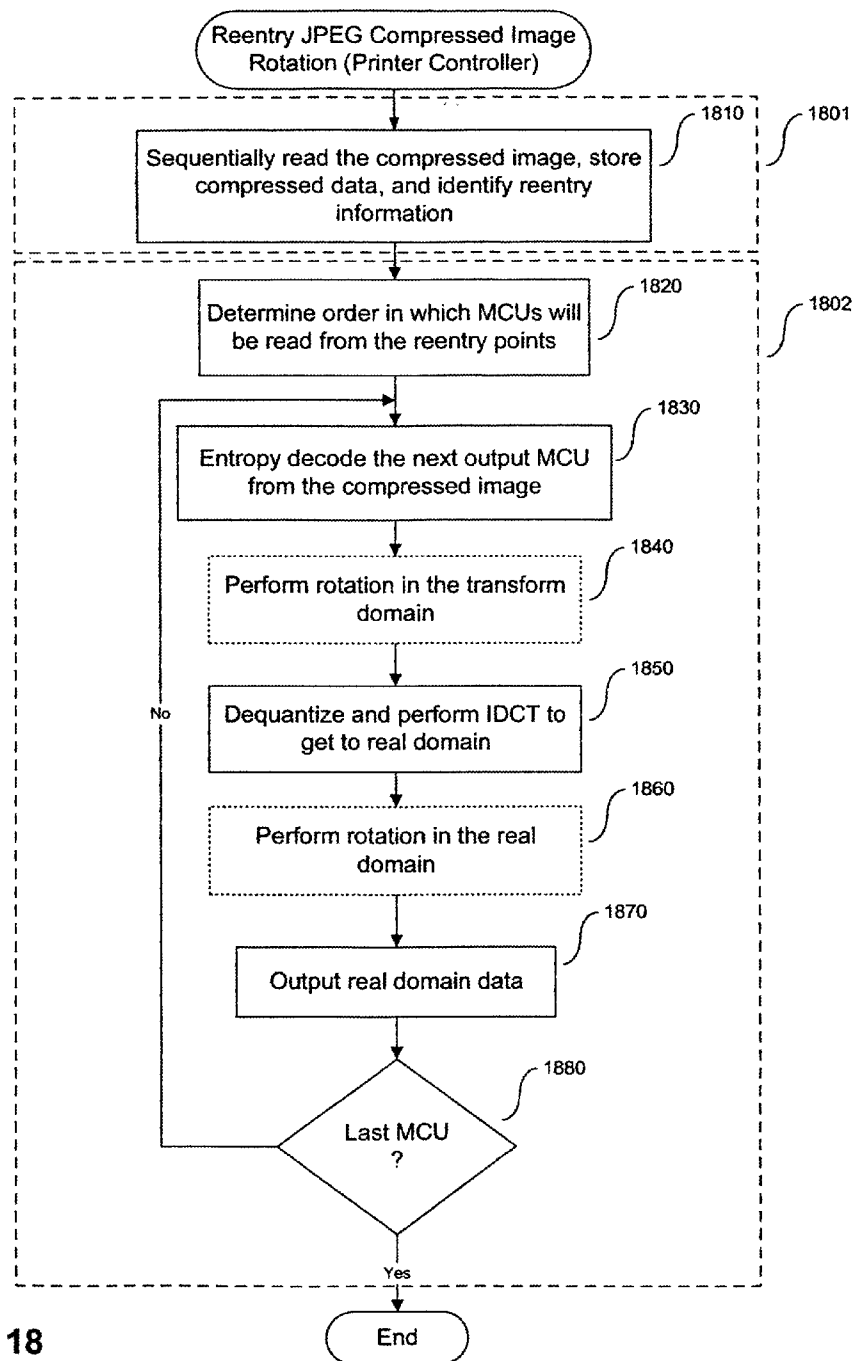 Reentry JPEG Compressed Image
Rotation (Printer Controller)
1810
1801
Sequentially read the compressed image, store
compressed data, and identify reentry
information
1820
1802
Determine order in which MCUs will
be read from the reentry points
1830
Entropy decode the next output MCU
from the compressed image
1840
Perform rotation in the transform
domain
1850
No
Dequantize and perform IDCT to
get to real domain
1860
Perform rotation in the real
domain
1870
Output real domain data
1880
Last MCU
?
Yes
18
End